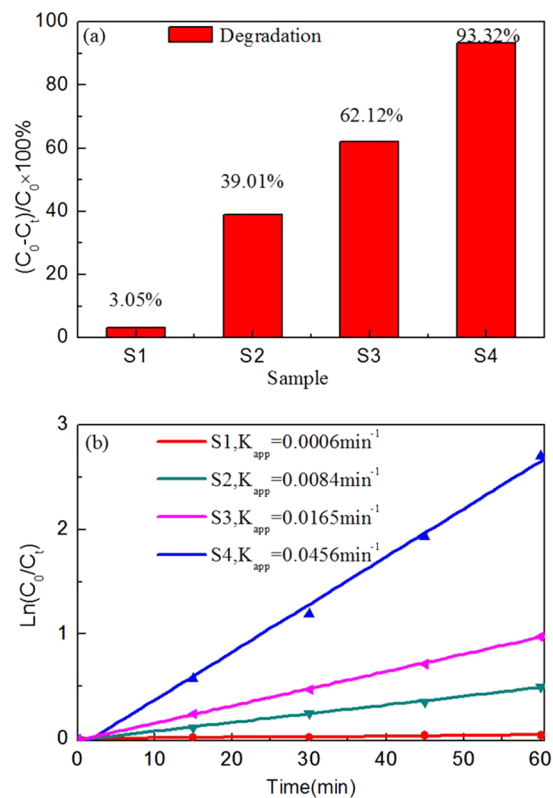 (a)
Degradation
93.32%
62.12%
39.01%
3.05%
(C₀-Cₜ)/C₀×100%
100
80
60
40
20
0
S1 S2 S3 S4
Sample
(b)
S1,Kapp=0.0006min⁻¹
S2,Kapp=0.0084min⁻¹
S3,Kapp=0.0165min⁻¹
S4,Kapp=0.0456min⁻¹
Ln(C₀/Cₜ)
3
2
1
0
0 10 20 30 40 50 60
Time(min)